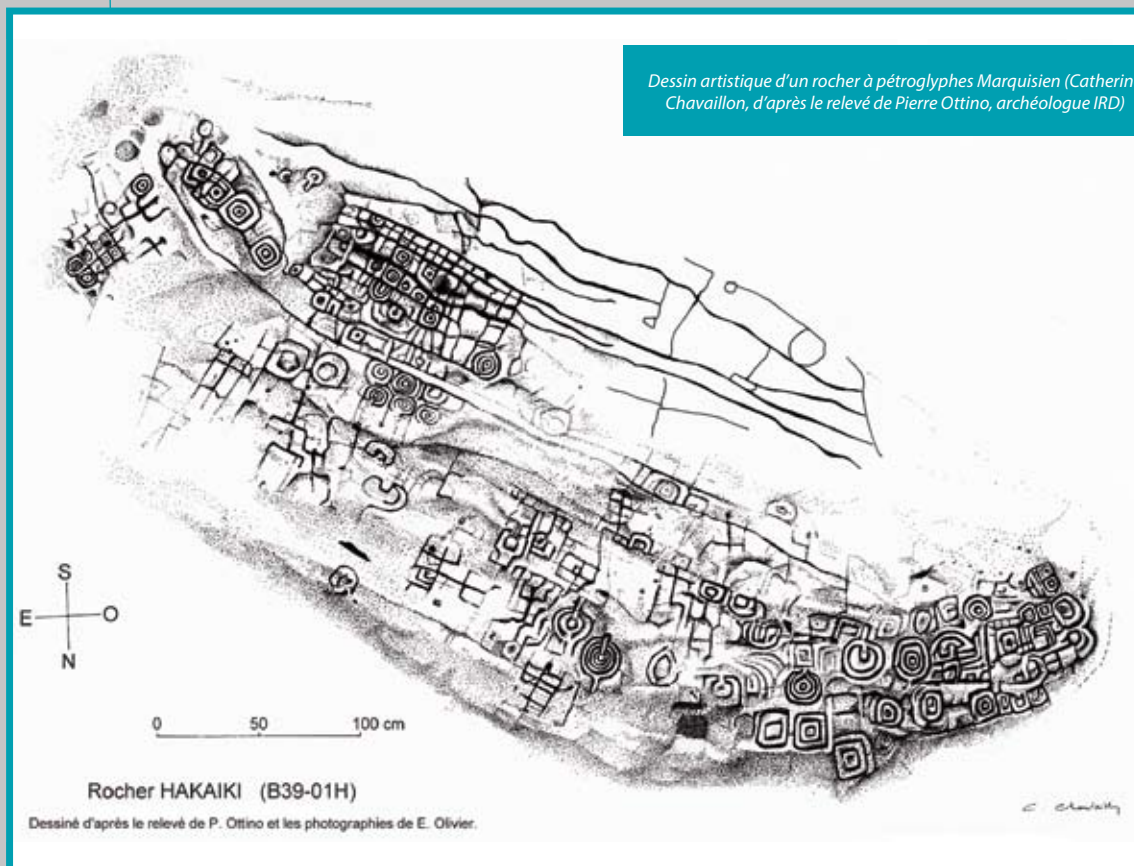 Dessin artistique d'un rocher à pétroglyphes Marquisien (Catherin
Chavaillon, d'après le relevé de Pierre Ottino, archéologue IRD)
S
E O
N
0 50 100 cm
Rocher HAKAIKI (B39-01H)
Dessiné d'après le relevé de P. Ottino et les photographies de E. Olivier.